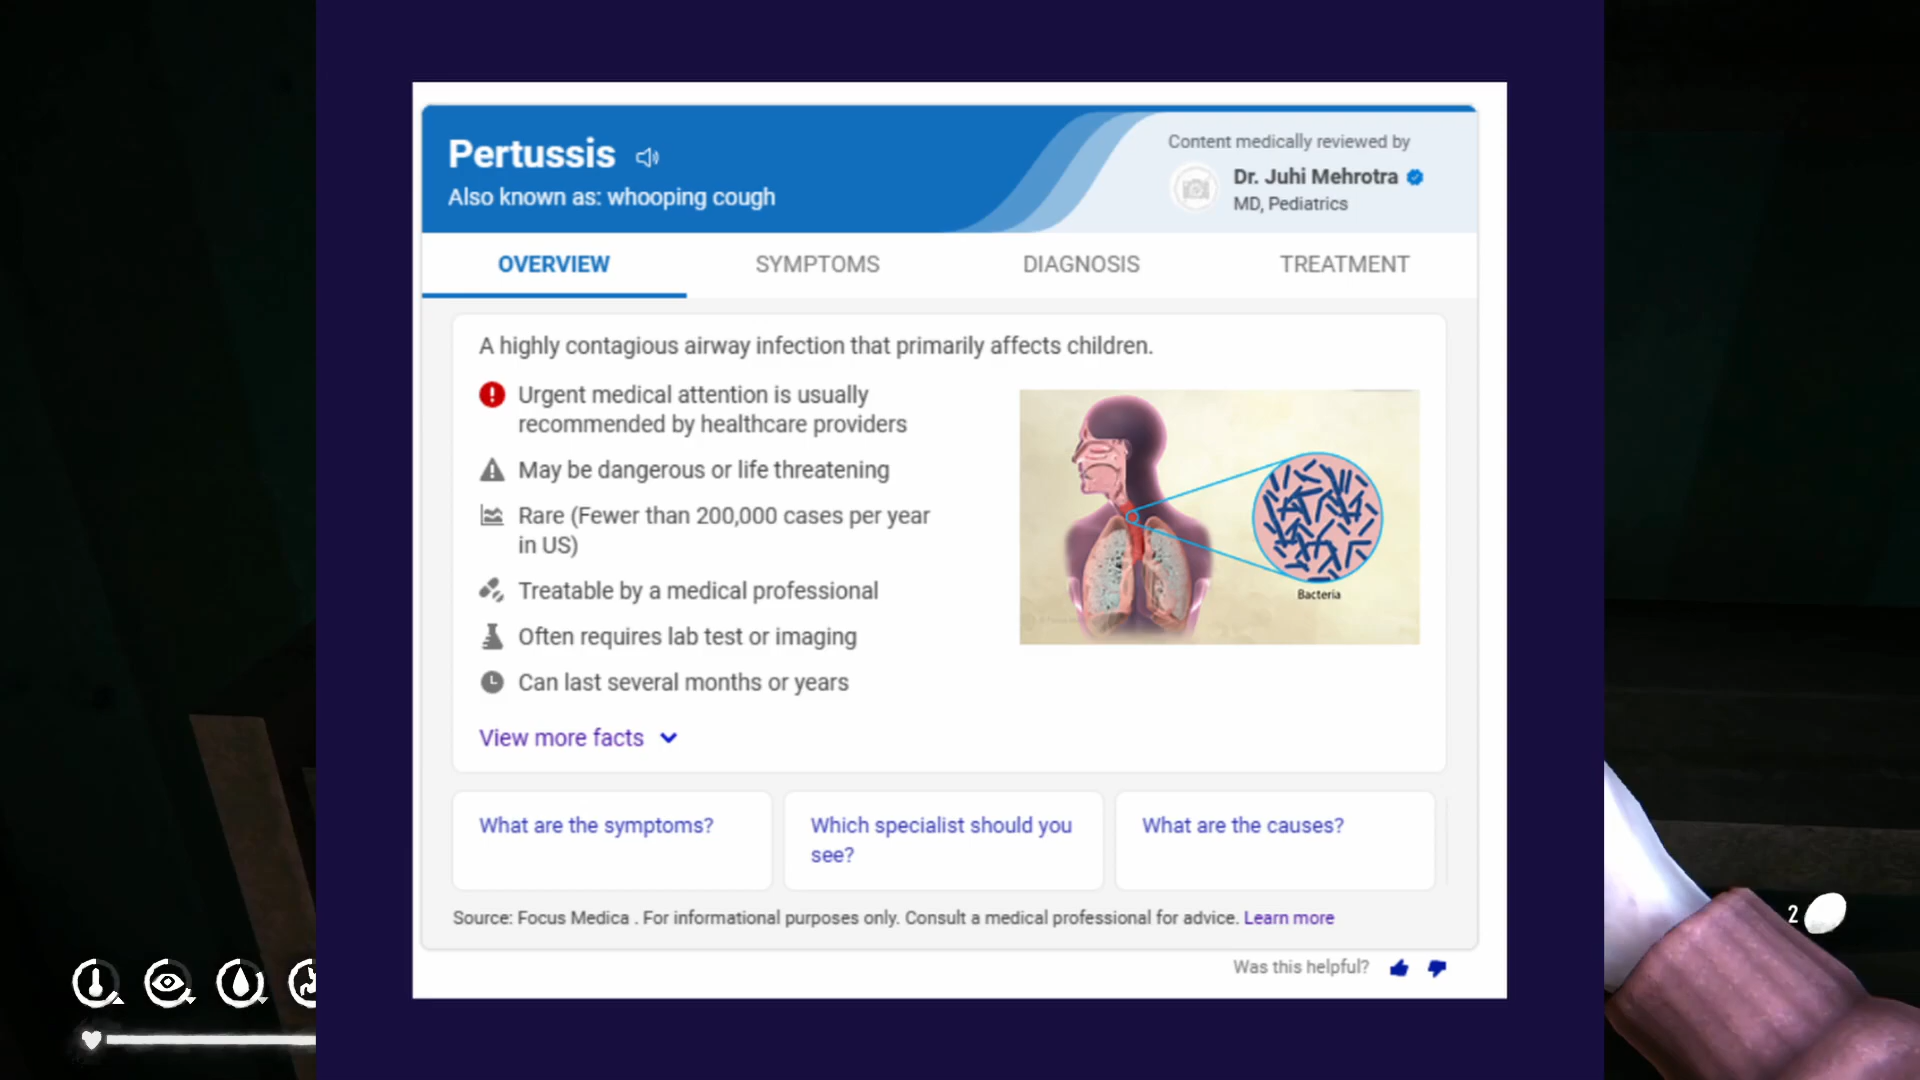 Pertussis
Also known as: whooping cough
Content medically reviewed by
Dr. Juhi Mehrotra
MD, Pediatrics
OVERVIEW
SYMPTOMS
DIAGNOSIS
TREATMENT
A highly contagious airway infection that primarily affects children.
Urgent medical attention is usually
recommended by healthcare providers
May be dangerous or life threatening
Rare (Fewer than 200,000 cases per year
in US)
Treatable by a medical professional
Often requires lab test or imaging
Can last several months or years
Bacteria
View more facts
What are the symptoms?
Which specialist should you
see?
What are the causes?
Source: Focus Medica . For informational purposes only. Consult a medical professional for advice. Learn more
Was this helpful?
2